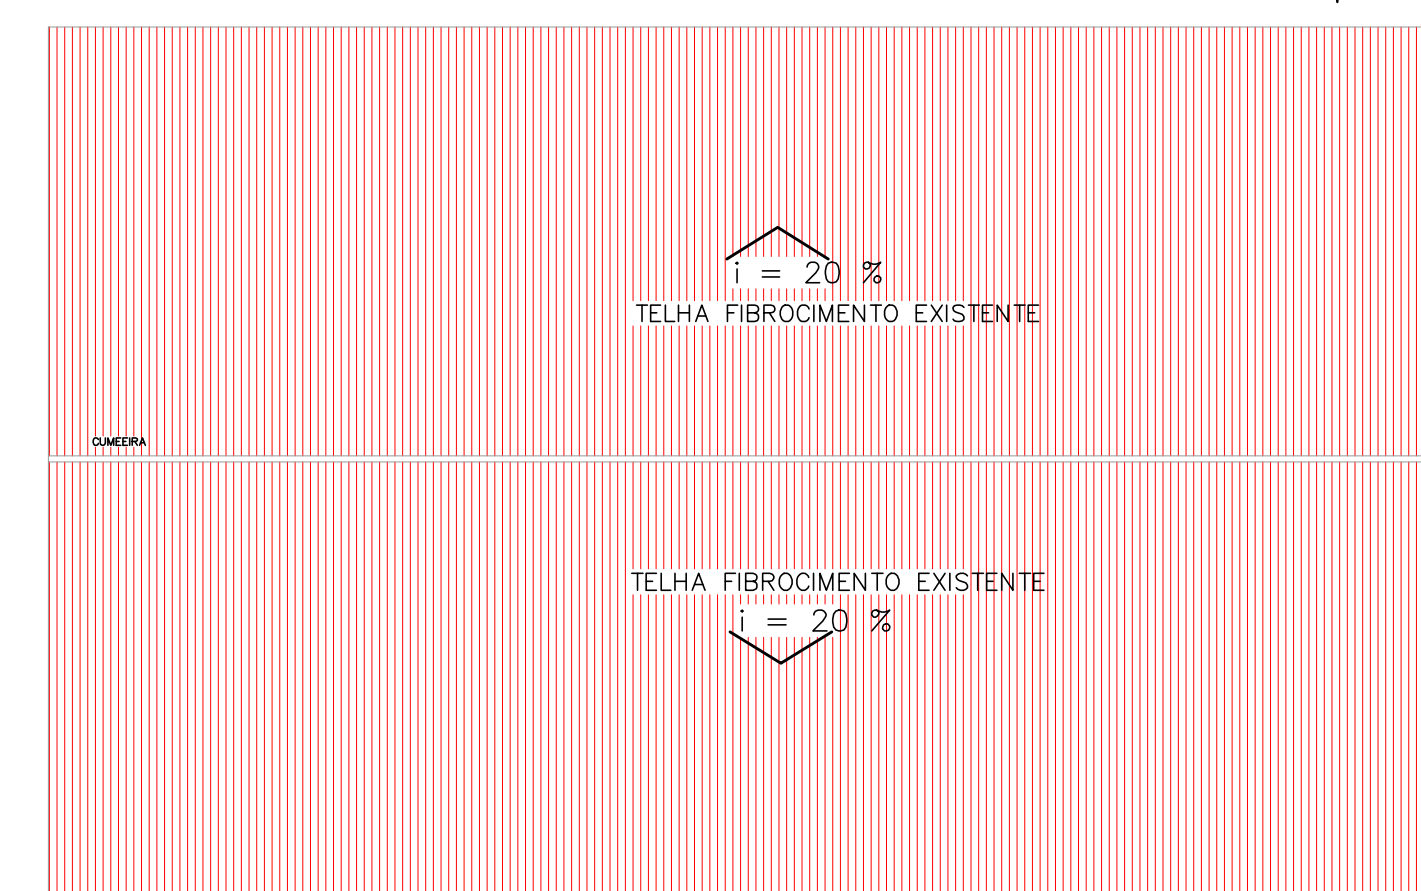 i = 20 %
TELHA FIBROCIMENTO EXISTENTE
CUMEEIRA
TELHA FIBROCIMENTO EXISTENTE
i = 20 %